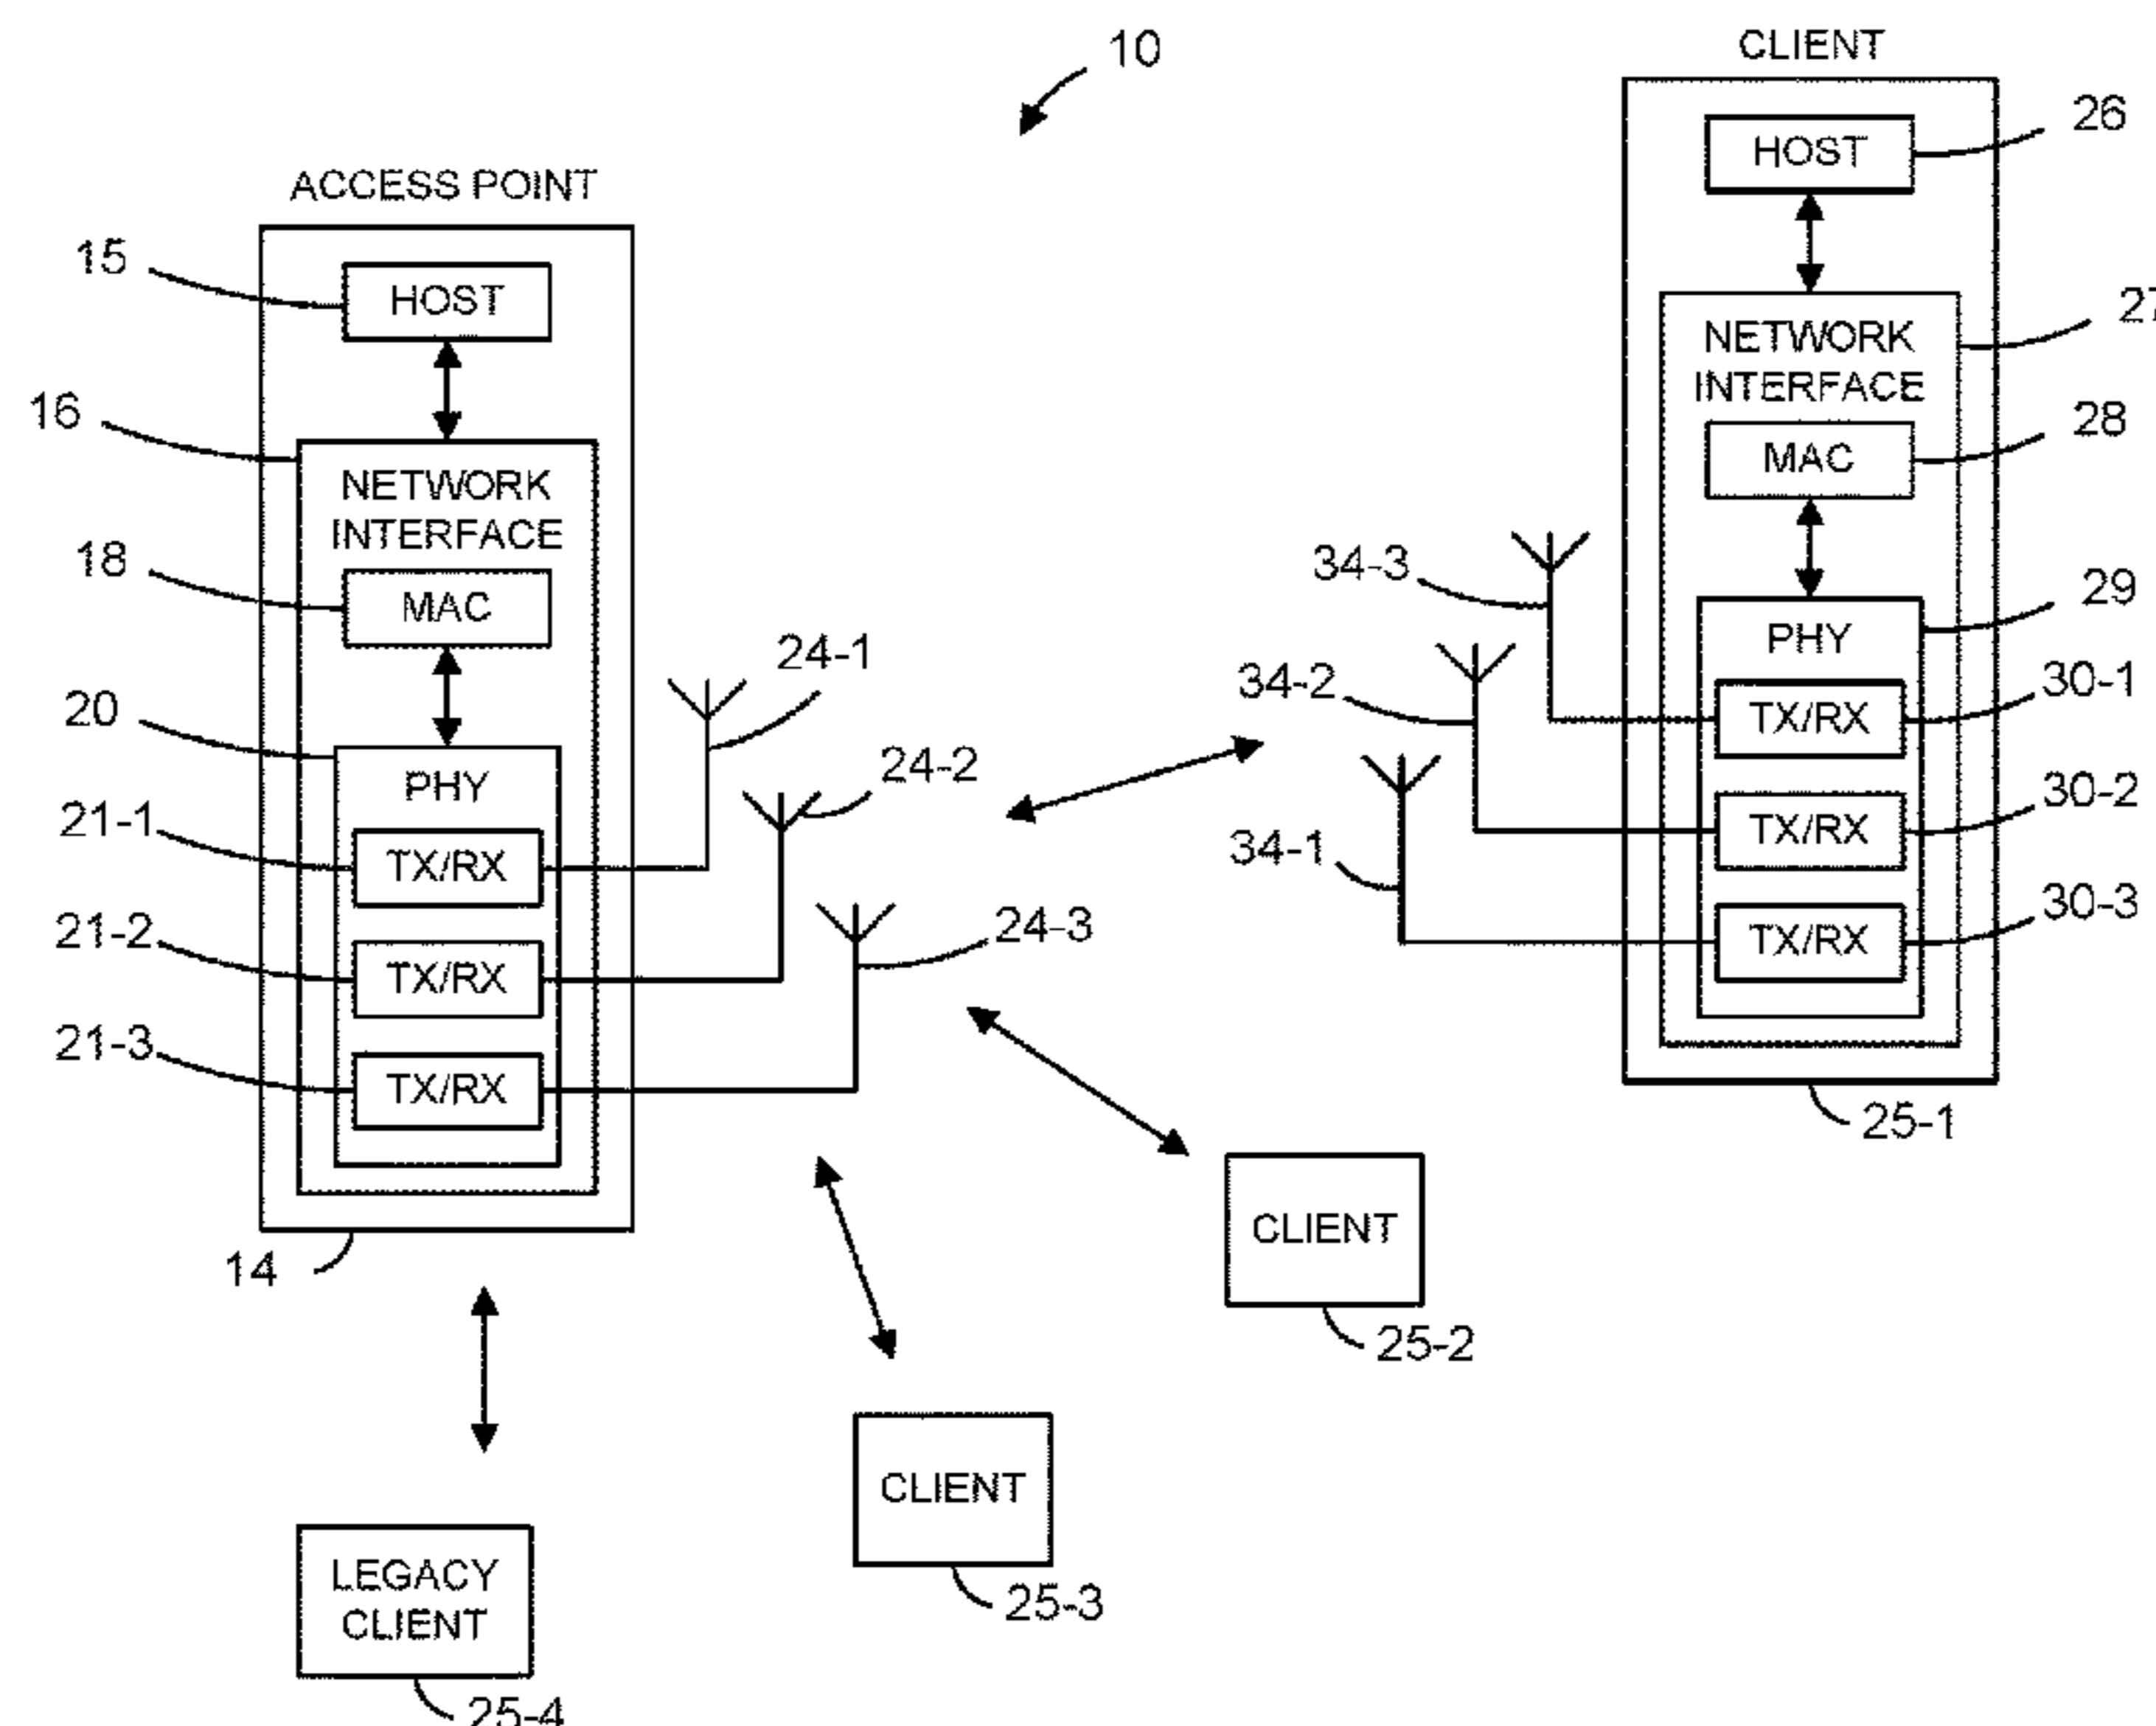 10
ACCESS POINT
15
HOST
16
NETWORK
INTERFACE
18
MAC
20
PHY
21-1
TX/RX
21-2
TX/RX
21-3
TX/RX
14
24-1
24-2
24-3
CLIENT
HOST
26
NETWORK
INTERFACE
27
MAC
28
PHY
29
34-3
TX/RX
30-1
34-2
TX/RX
30-2
34-1
TX/RX
30-3
25-1
CLIENT
25-2
CLIENT
25-3
LEGACY
CLIENT
25-4